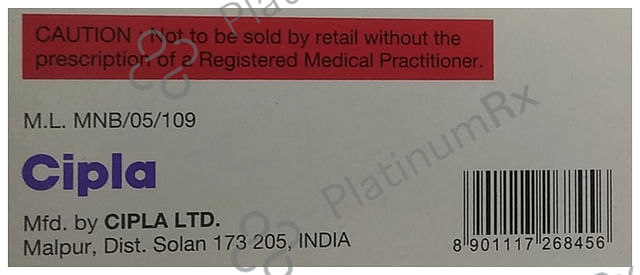 CAUTION : Not to be sold by retail without the
prescription of a Registered Medical Practitioner.
M.L. MNB/05/109
Cipla
Mfd. by CIPLA LTD.
Malpur, Dist. Solan 173 205, INDIA
8 901117 268456
PlatinumRx